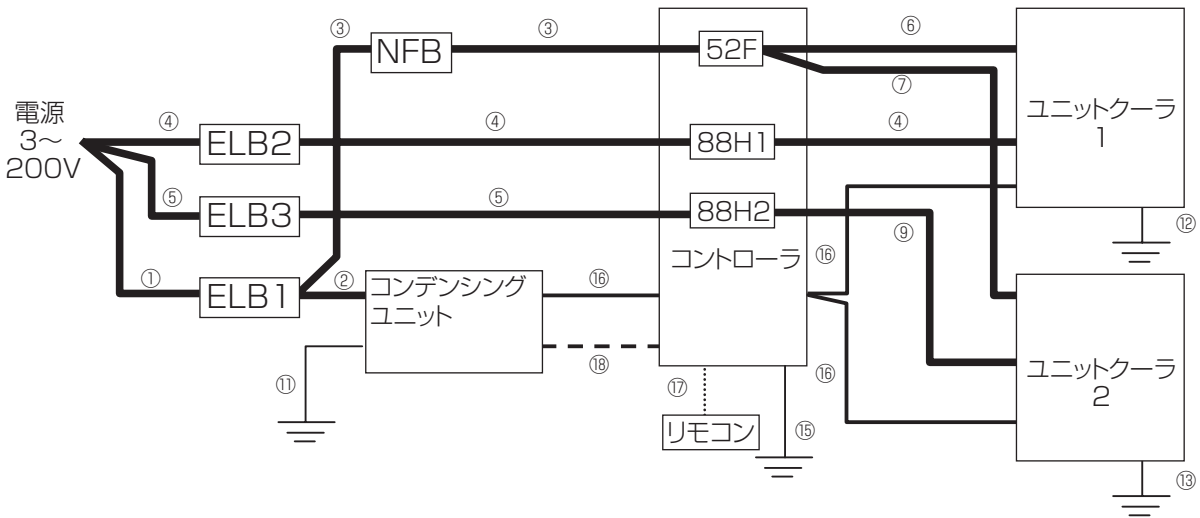 ③
③
⑥
NFB
52F
⑦
電源
3～
200V
④
ELB2
④
88H1
④
ユニットクーラ
1
⑤
ELB3
⑤
88H2
⑨
⑫
①
ELB1
②
コンデンシング
ユニット
⑯
コントローラ
⑯
⑱
⑪
⑰
リモコン
⑮
⑯
ユニットクーラ
2
⑬